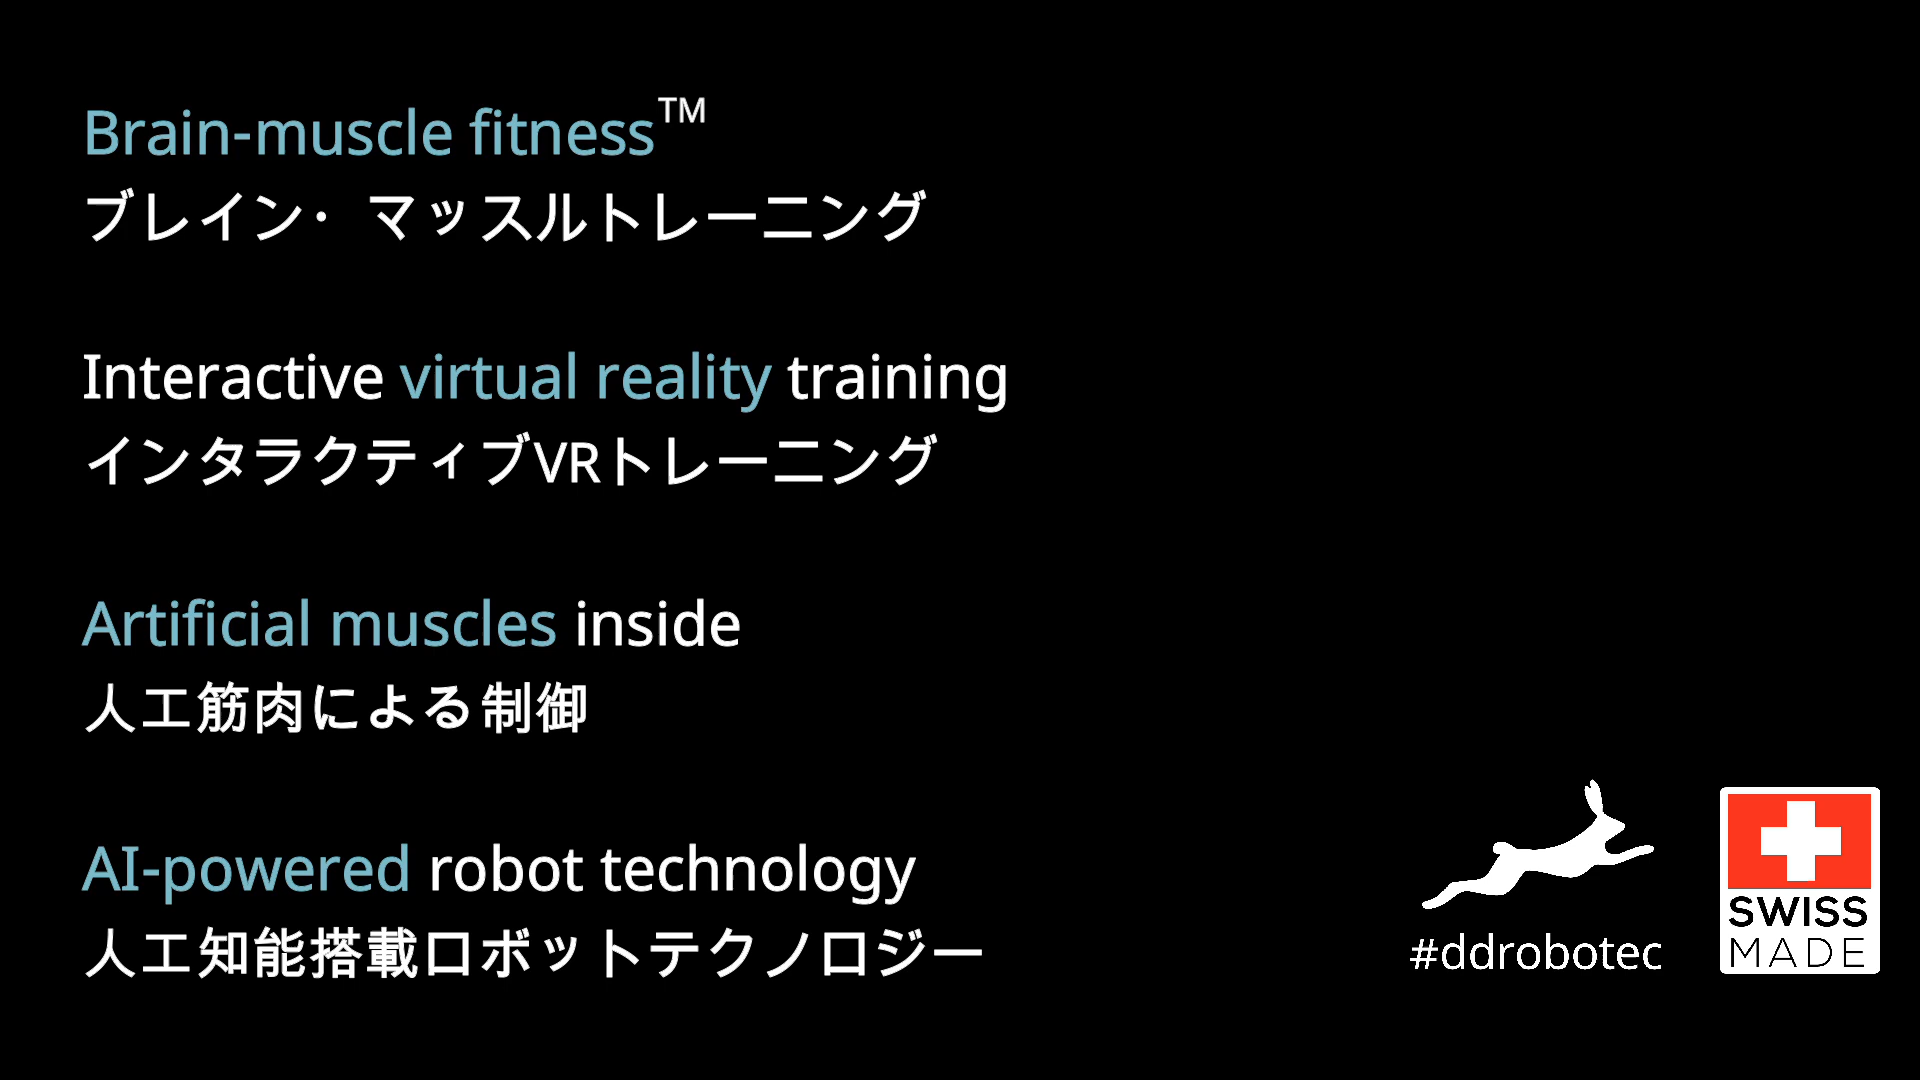 Brain-muscle fitness™
ブレイン・マッスルトレーニング
Interactive virtual reality training
インタラクティブVRトレーニング
Artificial muscles inside
人工筋肉による制御
AI-powered robot technology
人工知能搭載ロボットテクノロジー
#ddrobotec
SWISS
MADE